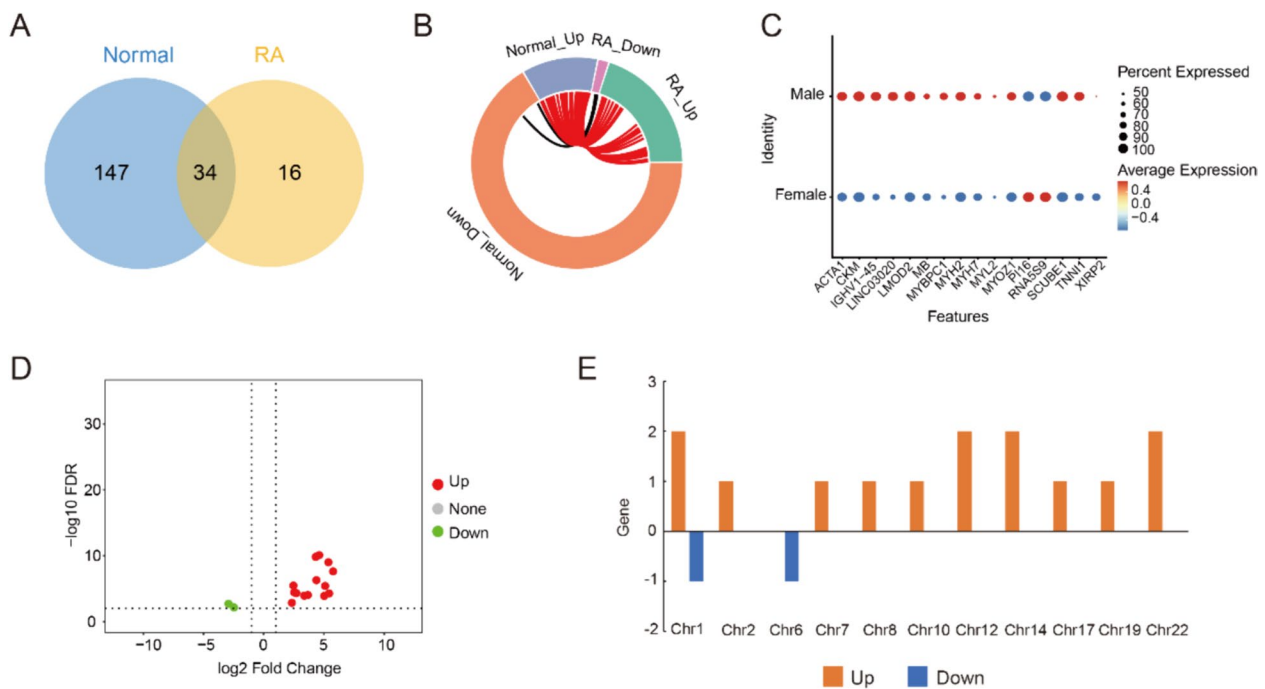 A
Normal
RA
147
34
16
B
Normal_Up
RA_Down
RA_Up
Normal_Down
C
Identity
Male
Female
ACTA1
CKM
IGHV1-45
LINC03020
LMOD2
MB
MYBPC1
MYH2
MYH7
MYL2
MYOZ1
PI16
RNA5S9
SCUBE1
TNNI1
XIRP2
Features
Percent Expressed
50
60
70
80
90
100
Average Expression
0.4
0.0
−0.4
D
−log10 FDR
30
20
10
0
−10
−5
0
5
10
log2 Fold Change
Up
None
Down
E
Gene
3
2
1
0
-1
-2
Chr1 Chr2 Chr6 Chr7 Chr8 Chr10 Chr12 Chr14 Chr17 Chr19 Chr22
Up Down